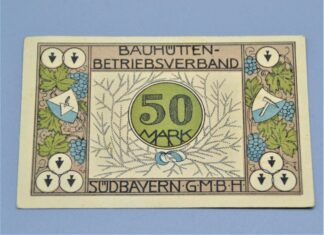 BAUHÜTTEN-
BETRIEBSVERBAND
50
MARK
SÜDBAYERN·G·M·B·H